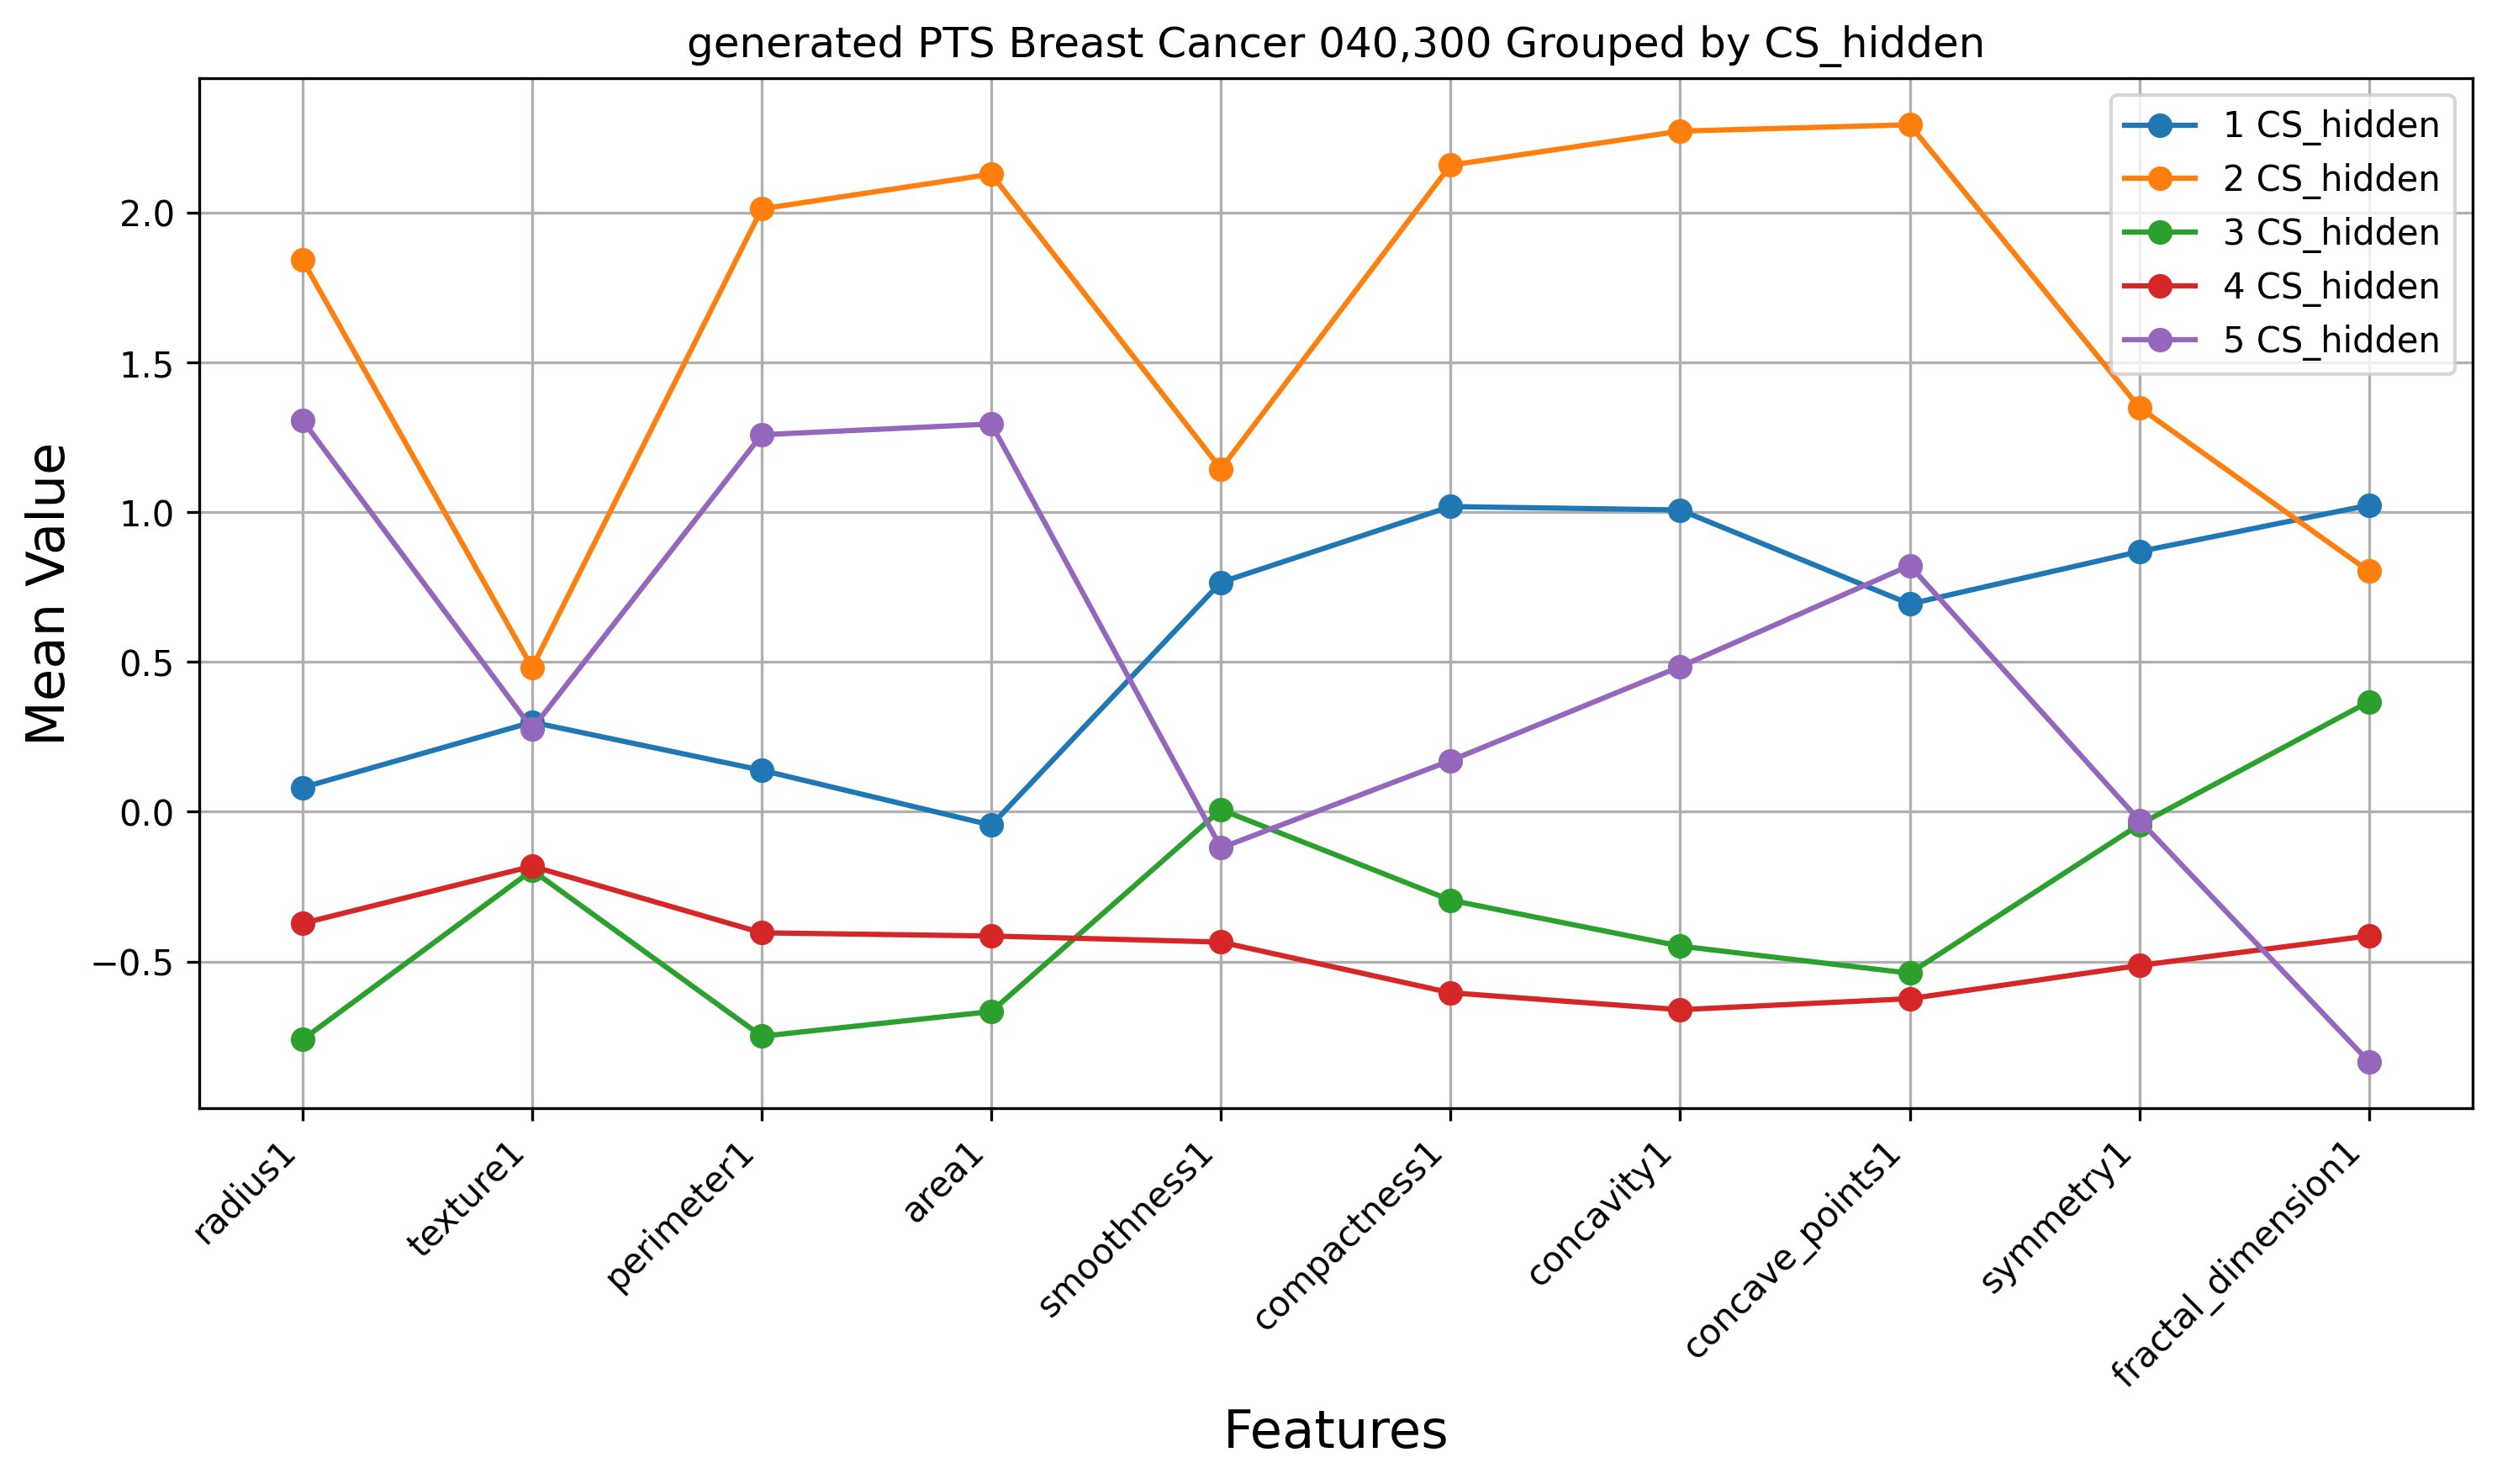 generated PTS Breast Cancer 040,300 Grouped by CS_hidden
1 CS_hidden
2 CS_hidden
3 CS_hidden
4 CS_hidden
5 CS_hidden
Mean Value
2.0
1.5
1.0
0.5
0.0
−0.5
radius1
texture1
perimeter1
area1
smoothness1
compactness1
concavity1
concave_points1
symmetry1
fractal_dimension1
Features